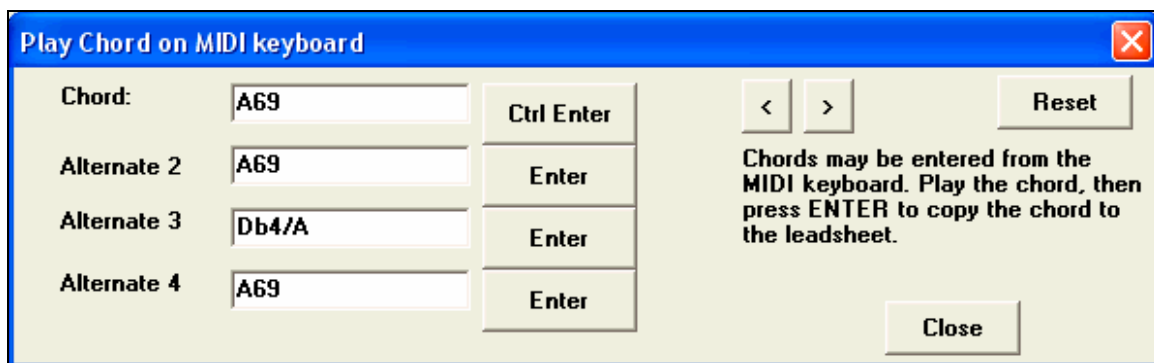 Play Chord on MIDI keyboard
Chord:
A69
Ctrl Enter
<
>
Reset
Alternate 2
A69
Enter
Alternate 3
Db4/A
Enter
Alternate 4
A69
Enter
Chords may be entered from the
MIDI keyboard. Play the chord, then
press ENTER to copy the chord to
the leadsheet.
Close